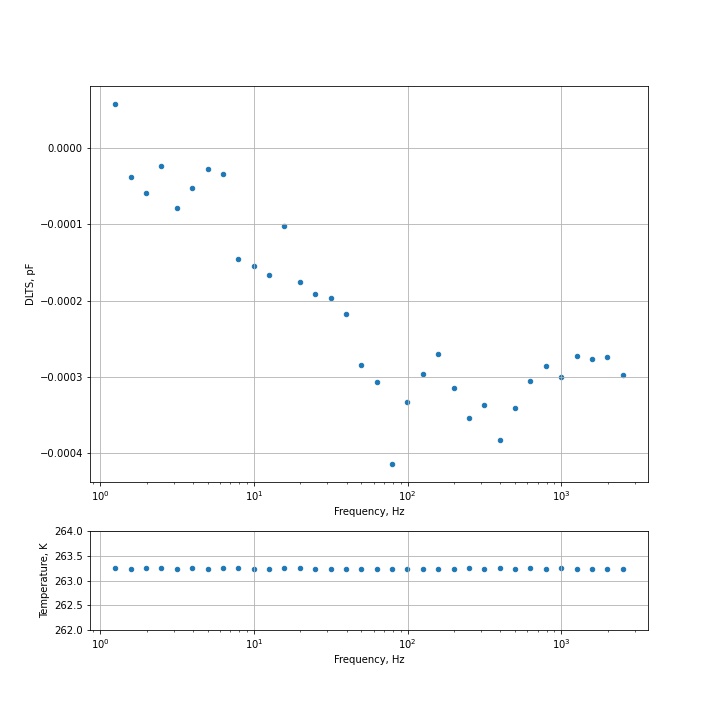 0.0000
−0.0001
−0.0002
−0.0003
−0.0004
DLTS, pF
10⁰ 10¹ 10² 10³
Frequency, Hz
264.0
263.5
263.0
262.5
262.0
Temperature, K
10⁰ 10¹ 10² 10³
Frequency, Hz